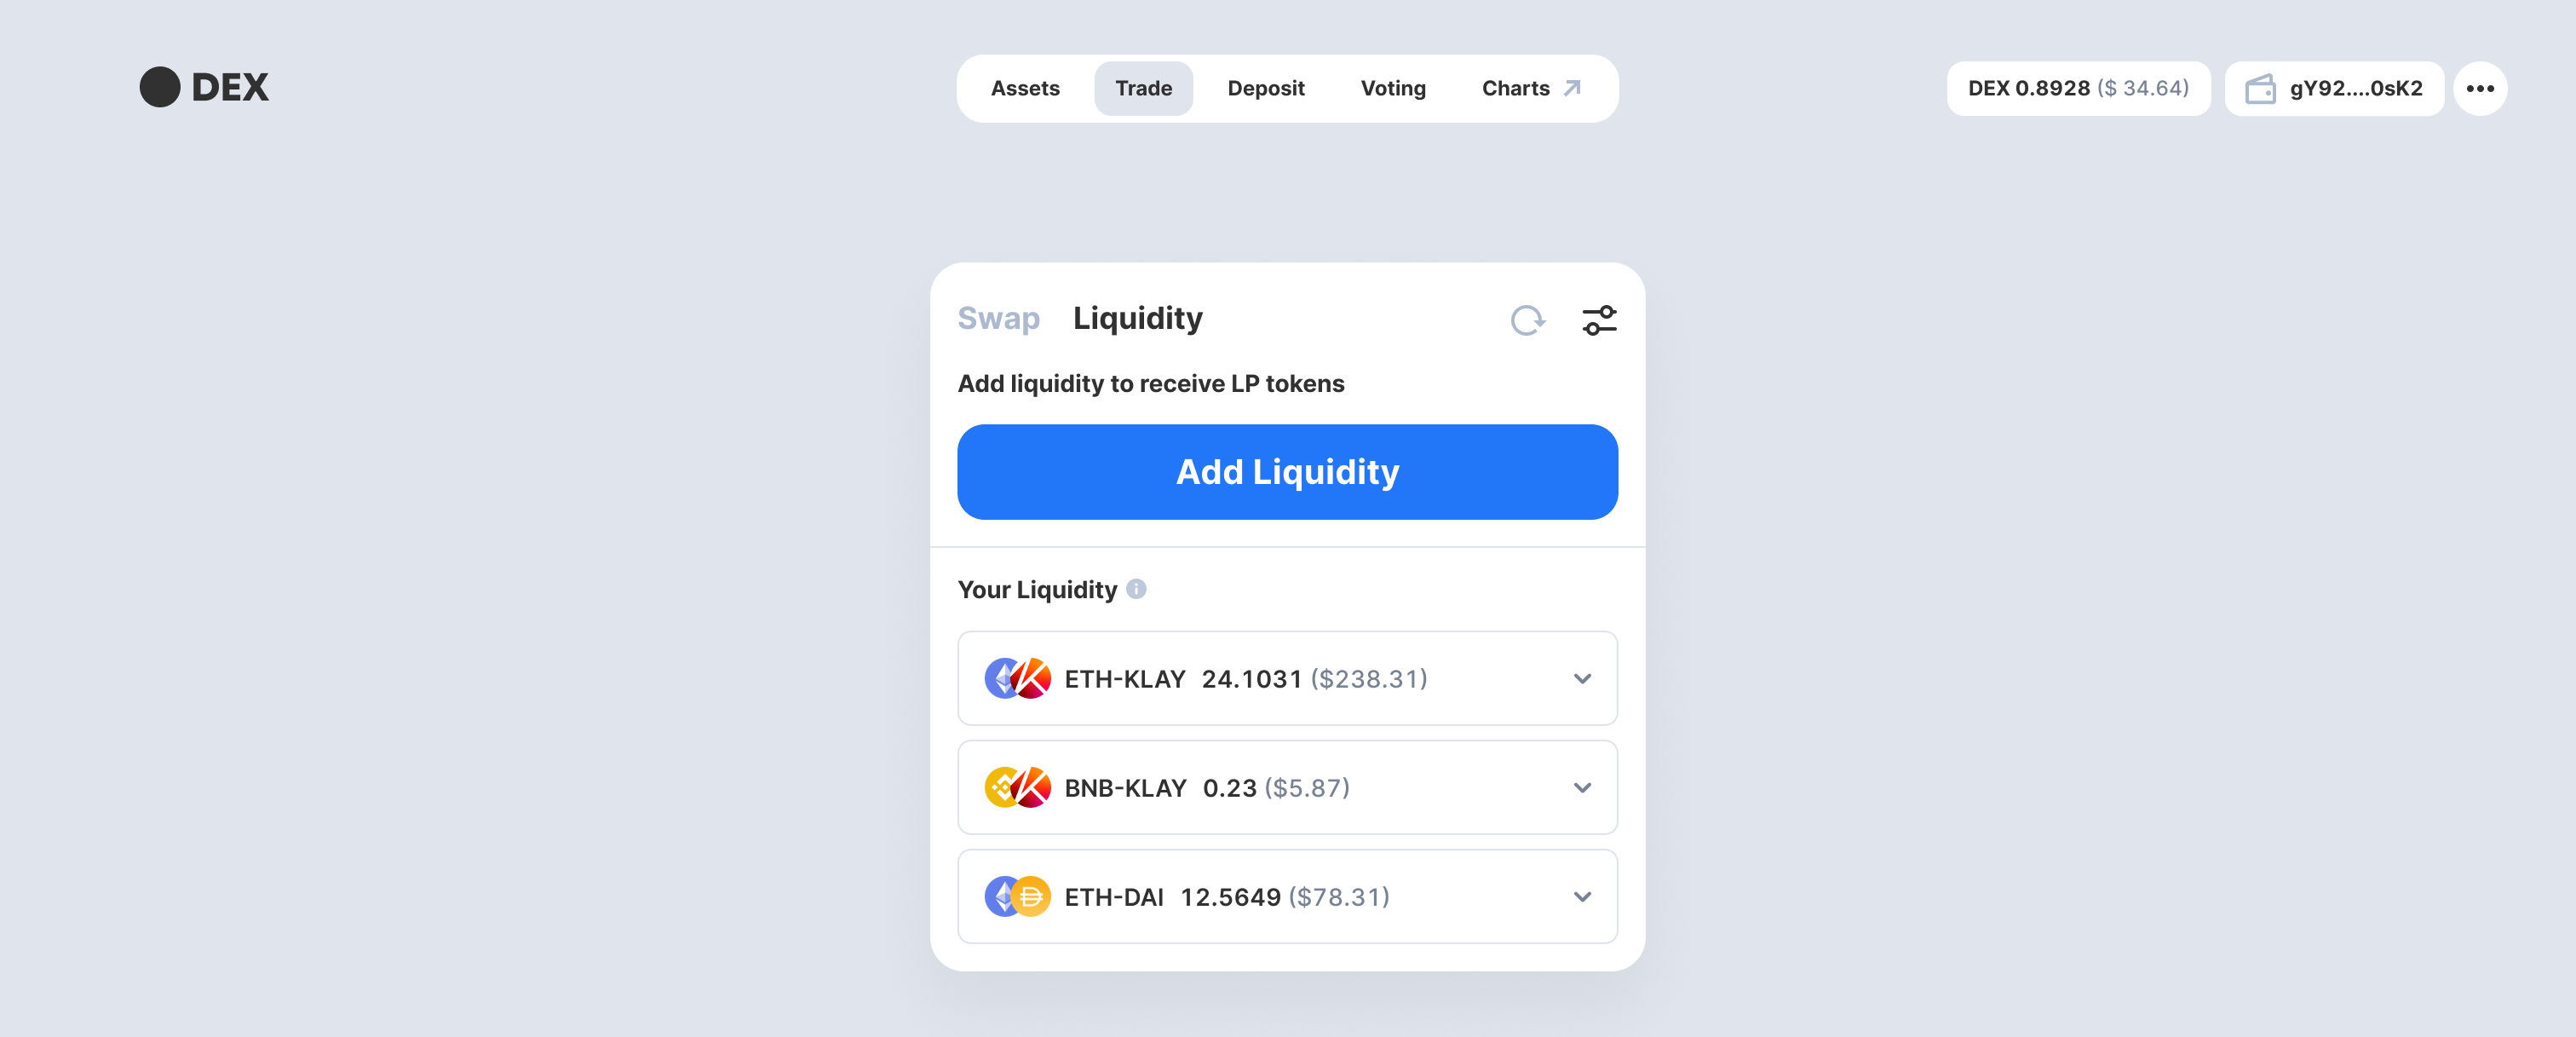 DEX
Assets Trade Deposit Voting Charts
DEX 0.8928 ($ 34.64)
gY92....0sK2
Swap Liquidity
Add liquidity to receive LP tokens
Add Liquidity
Your Liquidity
ETH-KLAY 24.1031 ($238.31)
BNB-KLAY 0.23 ($5.87)
ETH-DAI 12.5649 ($78.31)